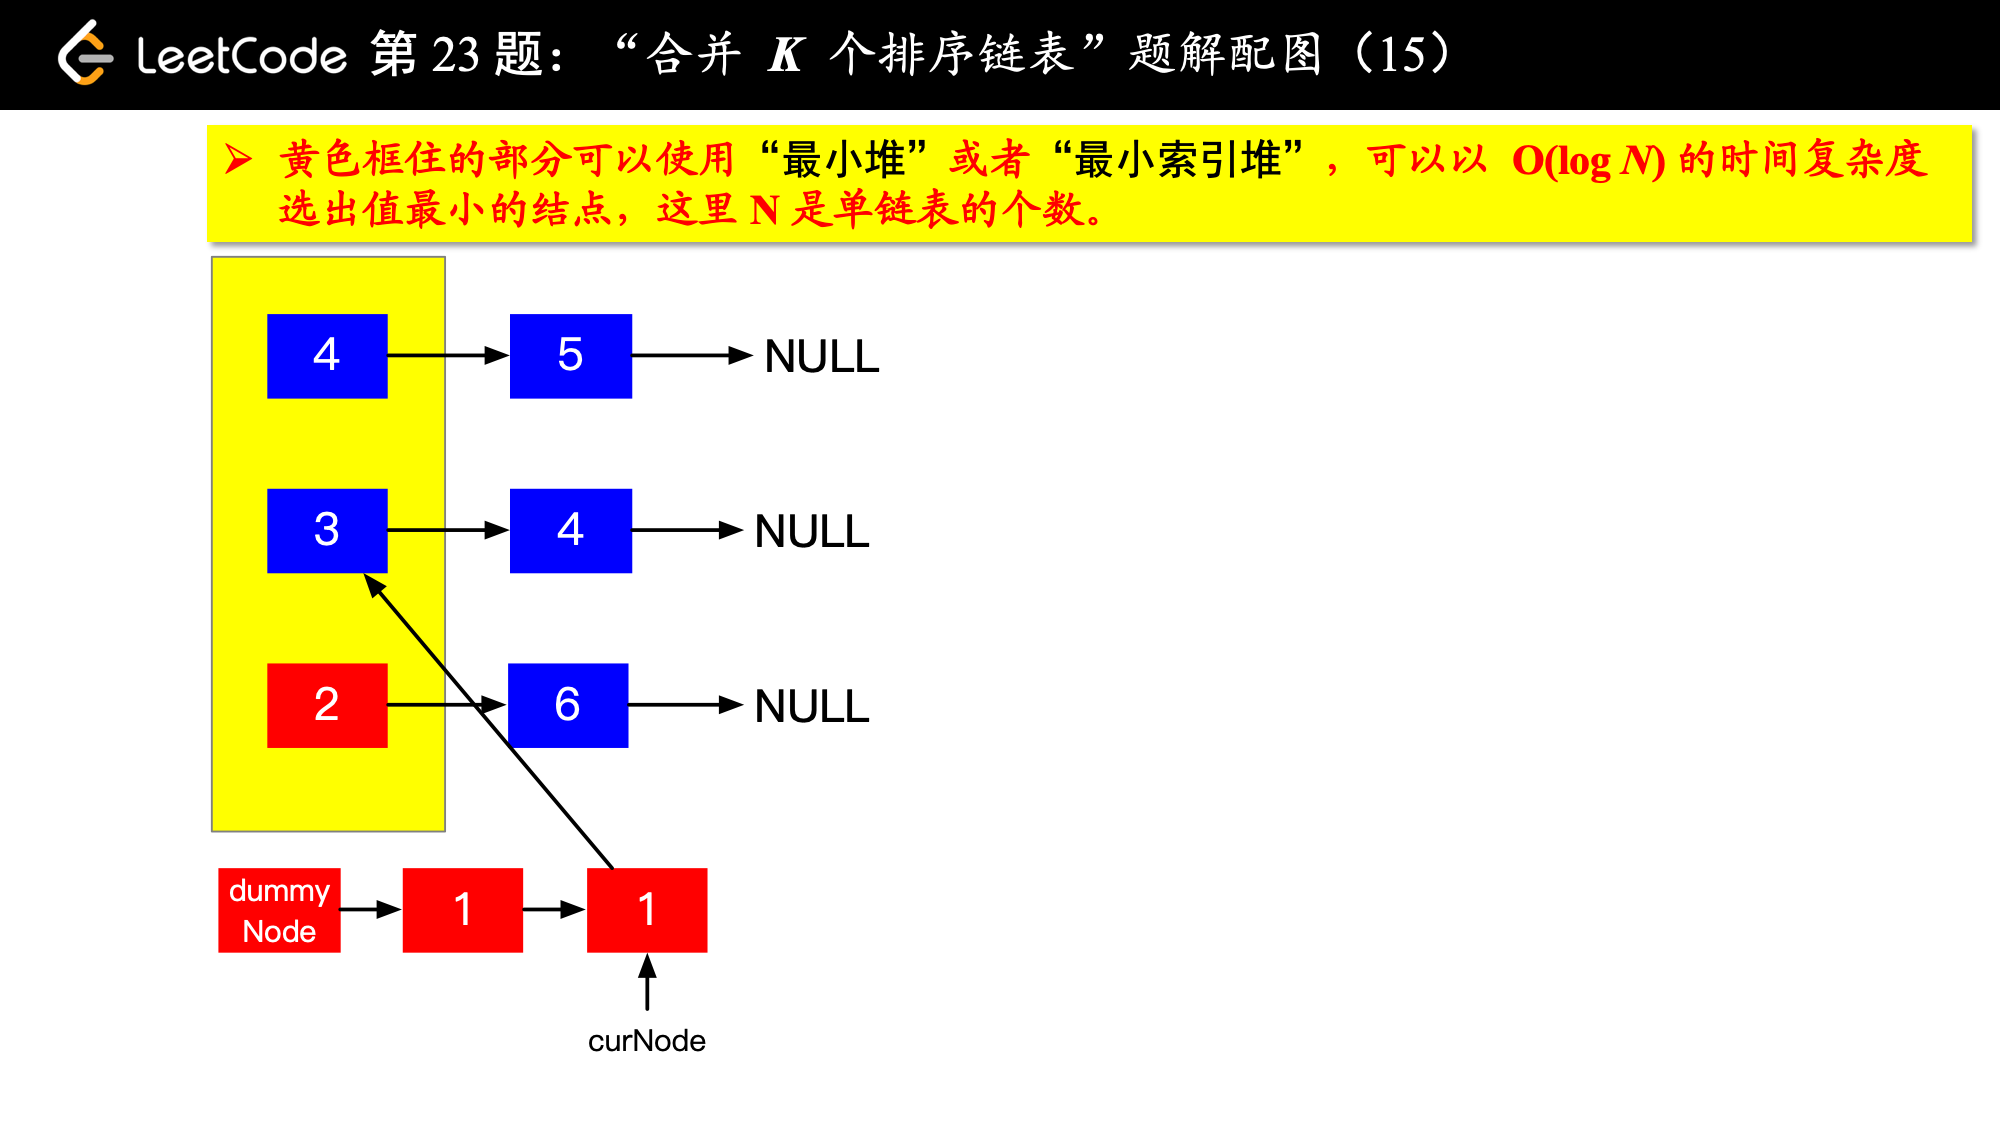 LeetCode 第 23 题：“合并 K 个排序链表”题解配图（15）
➢ 黄色框住的部分可以使用“最小堆”或者“最小索引堆”，可以以 O(log N) 的时间复杂度
选出值最小的结点，这里 N 是单链表的个数。
4 5 NULL
3 4 NULL
2 6 NULL
dummy
Node
1 1
curNode